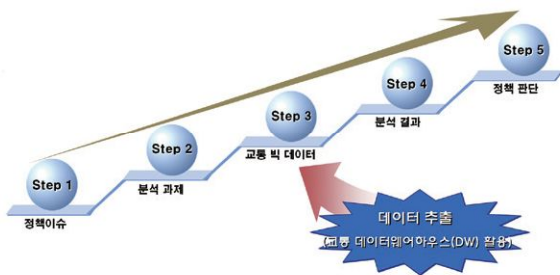 Step 1
정책이슈
Step 2
분석 과제
Step 3
교통 빅 데이터
Step 4
분석 결과
Step 5
정책 판단
데이터 추출
(교통 데이터웨어하우스(DW) 활용)